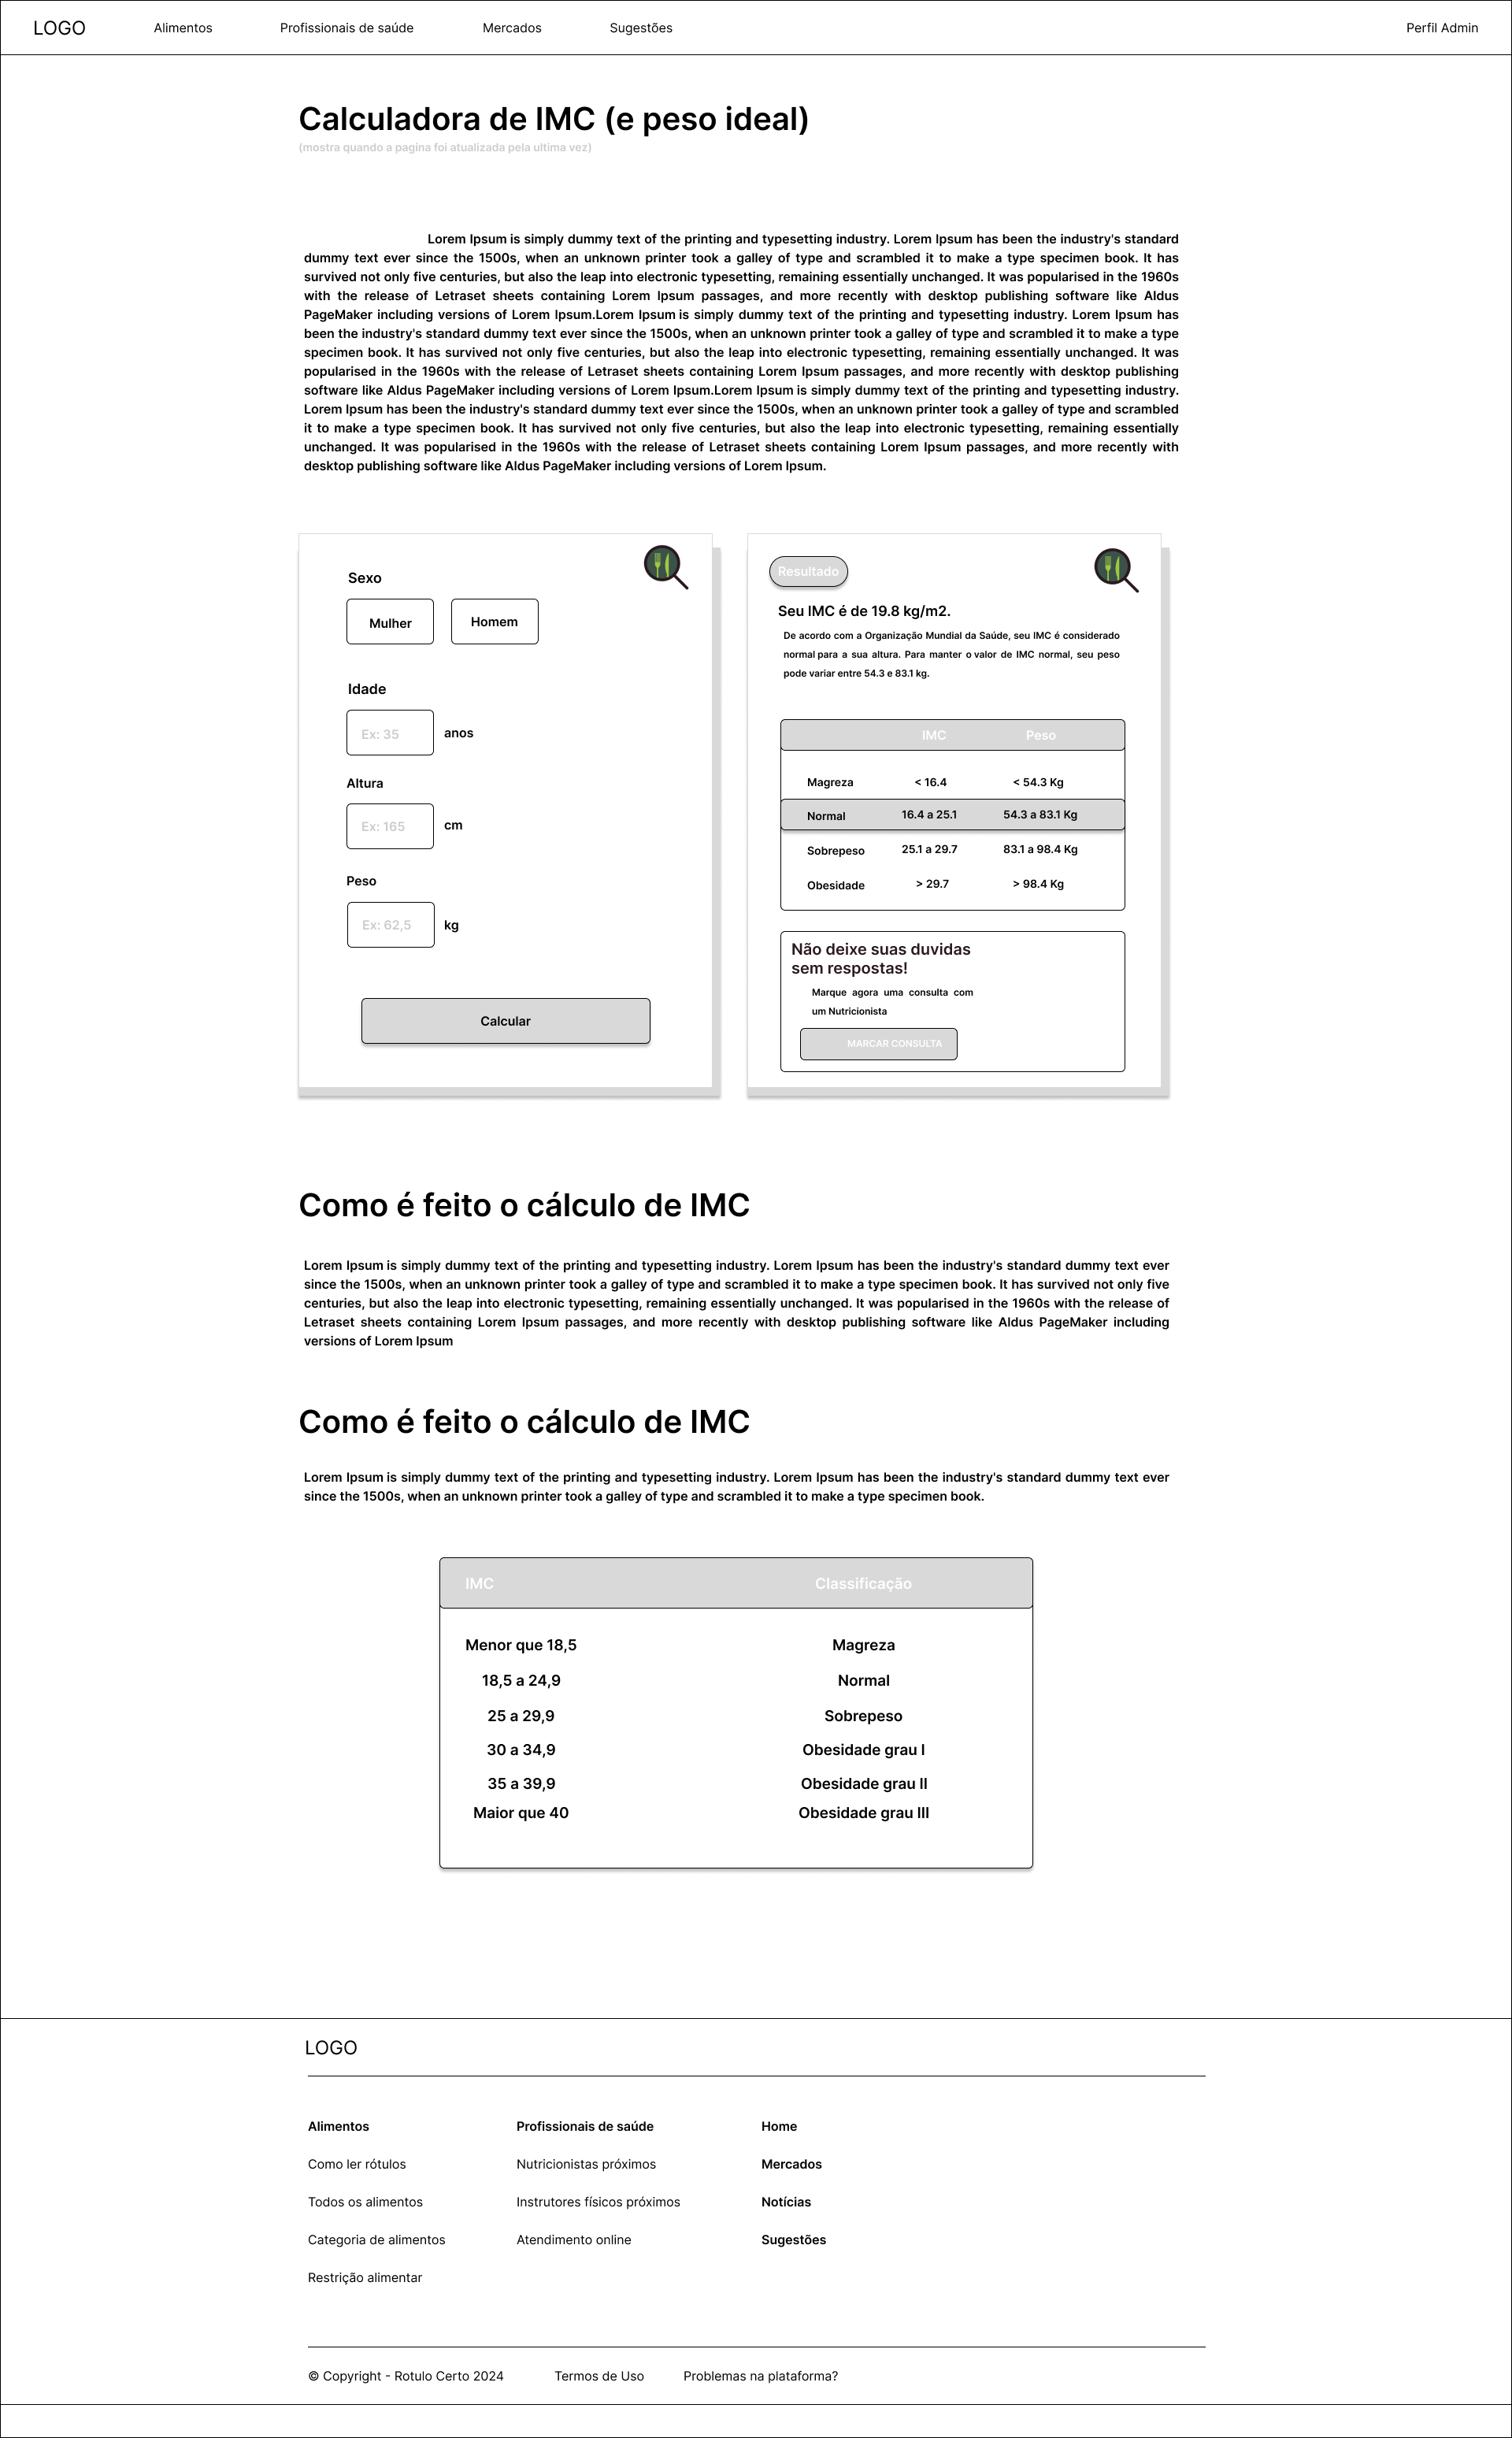 LOGO Alimentos Profissionais de saúde Mercados Sugestões Perfil Admin
Calculadora de IMC (e peso ideal)
(mostra quando a pagina foi atualizada pela ultima vez)
Lorem Ipsum is simply dummy text of the printing and typesetting industry. Lorem Ipsum has been the industry's standard
dummy text ever since the 1500s, when an unknown printer took a galley of type and scrambled it to make a type specimen book. It has
survived not only five centuries, but also the leap into electronic typesetting, remaining essentially unchanged. It was popularised in the 1960s
with the release of Letraset sheets containing Lorem Ipsum passages, and more recently with desktop publishing software like Aldus
PageMaker including versions of Lorem Ipsum.Lorem Ipsum is simply dummy text of the printing and typesetting industry. Lorem Ipsum has
been the industry's standard dummy text ever since the 1500s, when an unknown printer took a galley of type and scrambled it to make a type
specimen book. It has survived not only five centuries, but also the leap into electronic typesetting, remaining essentially unchanged. It was
popularised in the 1960s with the release of Letraset sheets containing Lorem Ipsum passages, and more recently with desktop publishing
software like Aldus PageMaker including versions of Lorem Ipsum.Lorem Ipsum is simply dummy text of the printing and typesetting industry.
Lorem Ipsum has been the industry's standard dummy text ever since the 1500s, when an unknown printer took a galley of type and scrambled
it to make a type specimen book. It has survived not only five centuries, but also the leap into electronic typesetting, remaining essentially
unchanged. It was popularised in the 1960s with the release of Letraset sheets containing Lorem Ipsum passages, and more recently with
desktop publishing software like Aldus PageMaker including versions of Lorem Ipsum.
Sexo
Mulher Homem
Idade
Ex: 35 anos
Altura
Ex: 165 cm
Peso
Ex: 62,5 kg
Calcular
Resultado
Seu IMC é de 19.8 kg/m2.
De acordo com a Organização Mundial da Saúde, seu IMC é considerado
normal para a sua altura. Para manter o valor de IMC normal, seu peso
pode variar entre 54.3 e 83.1 kg.
IMC Peso
Magreza < 16.4 < 54.3 Kg
Normal 16.4 a 25.1 54.3 a 83.1 Kg
Sobrepeso 25.1 a 29.7 83.1 a 98.4 Kg
Obesidade > 29.7 > 98.4 Kg
Não deixe suas duvidas
sem respostas!
Marque agora uma consulta com
um Nutricionista
MARCAR CONSULTA
Como é feito o cálculo de IMC
Lorem Ipsum is simply dummy text of the printing and typesetting industry. Lorem Ipsum has been the industry's standard dummy text ever
since the 1500s, when an unknown printer took a galley of type and scrambled it to make a type specimen book. It has survived not only five
centuries, but also the leap into electronic typesetting, remaining essentially unchanged. It was popularised in the 1960s with the release of
Letraset sheets containing Lorem Ipsum passages, and more recently with desktop publishing software like Aldus PageMaker including
versions of Lorem Ipsum
Como é feito o cálculo de IMC
Lorem Ipsum is simply dummy text of the printing and typesetting industry. Lorem Ipsum has been the industry's standard dummy text ever
since the 1500s, when an unknown printer took a galley of type and scrambled it to make a type specimen book.
IMC Classificação
Menor que 18,5 Magreza
18,5 a 24,9 Normal
25 a 29,9 Sobrepeso
30 a 34,9 Obesidade grau I
35 a 39,9 Obesidade grau II
Maior que 40 Obesidade grau III
LOGO
Alimentos Profissionais de saúde Home
Como ler rótulos Nutricionistas próximos Mercados
Todos os alimentos Instrutores físicos próximos Notícias
Categoria de alimentos Atendimento online Sugestões
Restrição alimentar
© Copyright - Rotulo Certo 2024 Termos de Uso Problemas na plataforma?